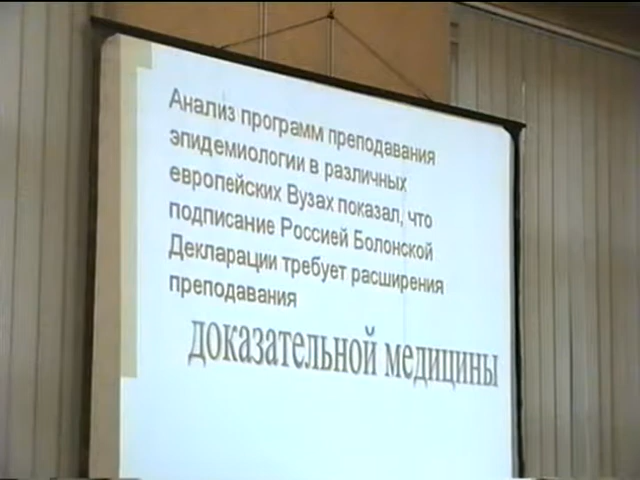 Анализ программ преподавания
эпидемиологии в различных
европейских Вузах показал, что
подписание Россией Болонской
Декларации требует расширения
преподавания
доказательной медицины